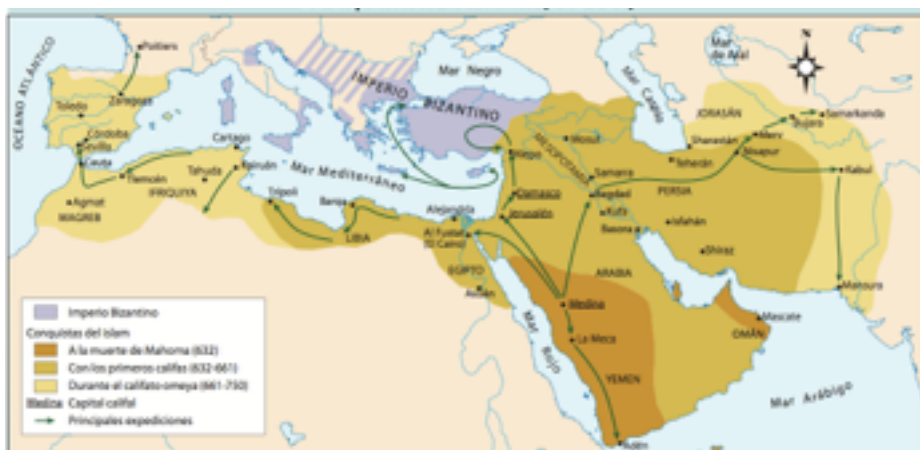 OCÉANO ATLÁNTICO
Poitiers
Toledo
Zaragoza
Córdoba
Sevilla
Ceuta
Tlemcén
Agmat
MAGREB
Tahuda
IFRIQUIYA
Cartago
Kairuán
Mar Mediterráneo
Trípoli
Barca
LIBIA
Alejandría
Al Fustat
(El Cairo)
EGIPTO
Asuán
IMPERIO
BIZANTINO
Mar Negro
Mar Caspio
Mar
de Aral
N
MESOPOTAMIA
Alepo
Mosul
Damasco
Jerusalén
Samarra
Bagdad
Kufa
Basora
Teherán
PERSIA
Isfahán
Shiraz
JORASÁN
Sharastán
Merv
Nisapur
Bujara
Samarkanda
Kabul
Mansura
ARABIA
Medina
La Meca
YEMEN
Adén
OMÁN
Mascate
Mar Rojo
Mar Arábigo
Imperio Bizantino
Conquistas del Islam
A la muerte de Mahoma (632)
Con los primeros califas (632-661)
Durante el califato omeya (661-750)
Medina Capital califal
Principales expediciones